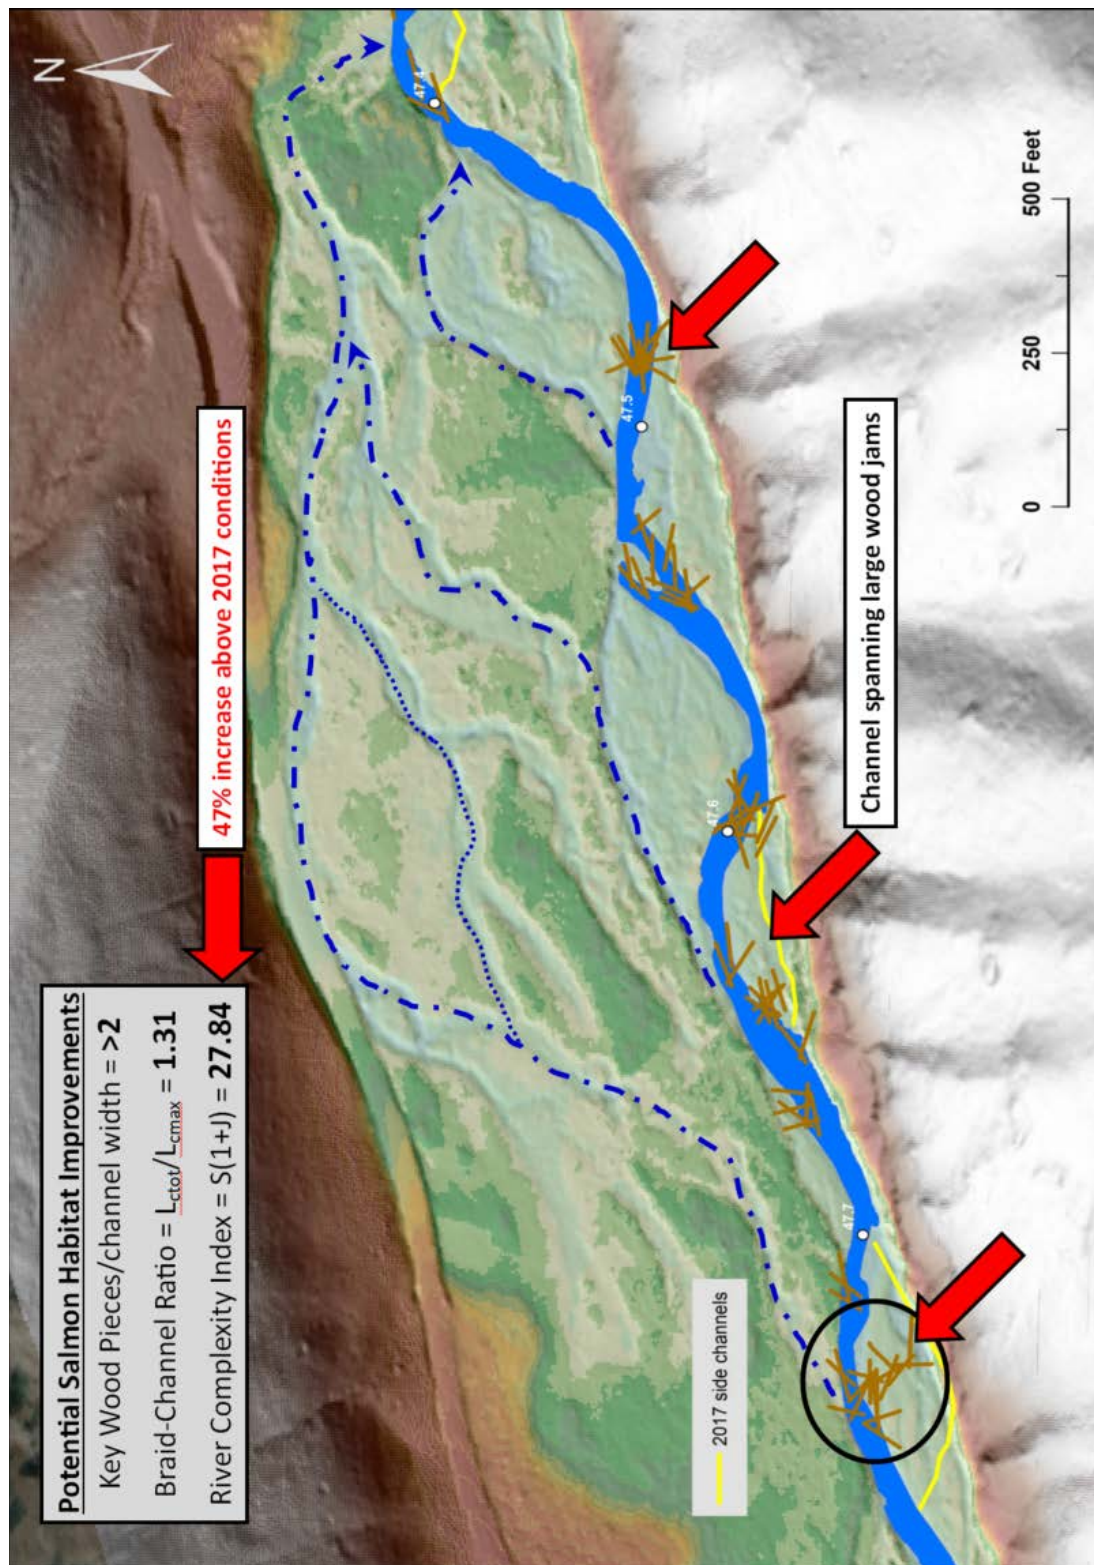 Potential Salmon Habitat Improvements
Key Wood Pieces/channel width = >2
Braid-Channel Ratio = Lctot/Lcmax = 1.31
River Complexity Index = S(1+J) = 27.84
47% increase above 2017 conditions
N
2017 side channels
47.7
47.6
47.5
47.4
Channel spanning large wood jams
0
250
500 Feet